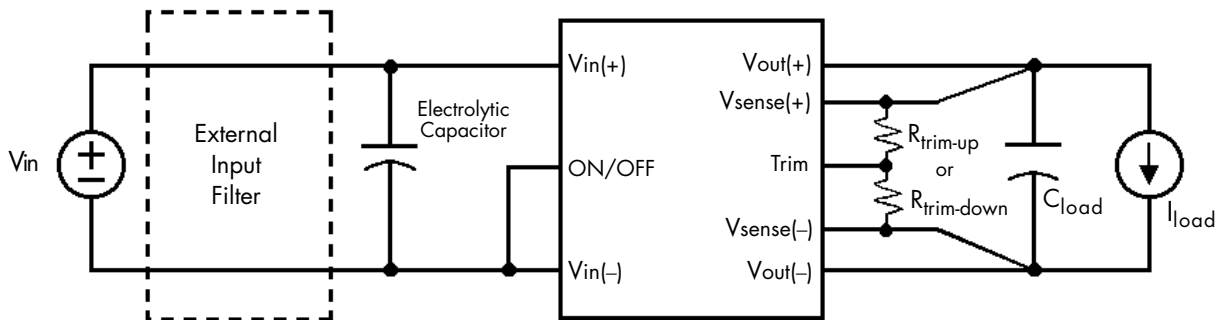 Vin
+
−
External
Input
Filter
Electrolytic
Capacitor
Vin(+)
ON/OFF
Vin(−)
Vout(+)
Vsense(+)
Trim
Vsense(−)
Vout(−)
Rtrim-up
or
Rtrim-down
Cload
Iload